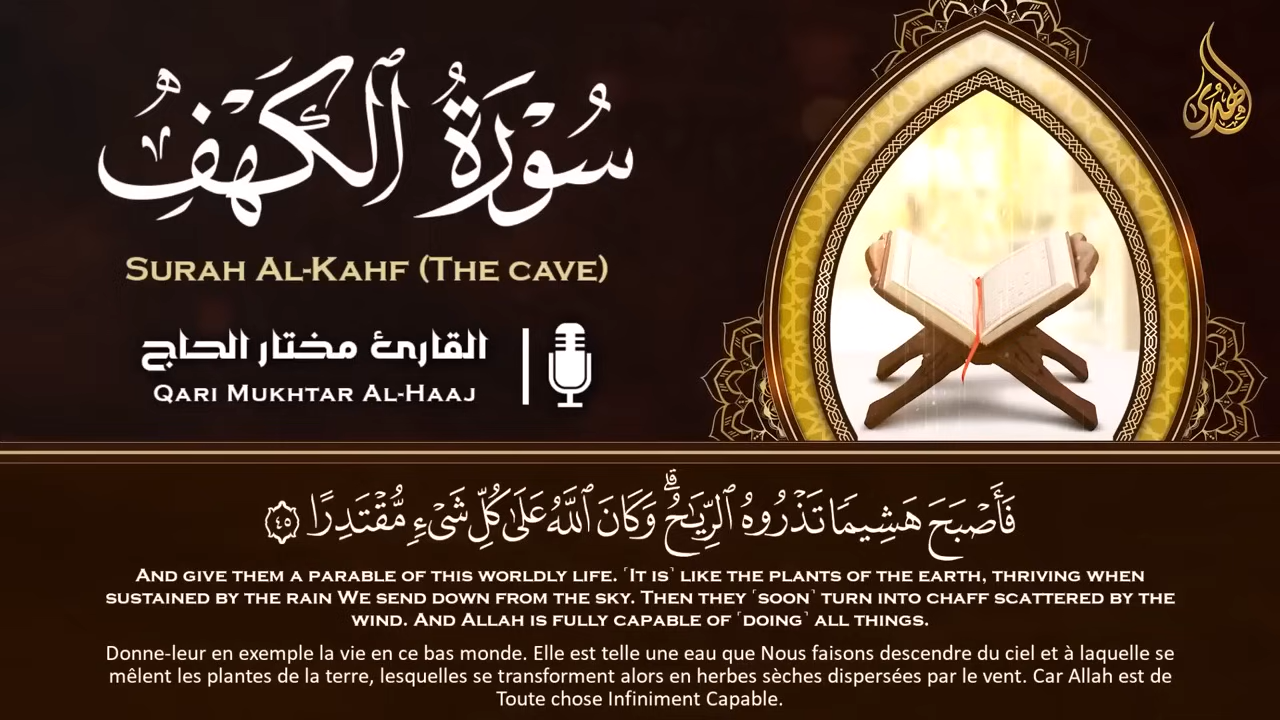 سُورَةُ ٱلْكَهْفِ
هدى
SURAH AL-KAHF (THE CAVE)
القارئ مختار الحاج
QARI MUKHTAR AL-HAAJ
فَأَصْبَحَ هَشِيمًا تَذْرُوهُ ٱلرِّيَٰحُ ۗ وَكَانَ ٱللَّهُ عَلَىٰ كُلِّ شَىْءٍ مُّقْتَدِرًا ٤٥
AND GIVE THEM A PARABLE OF THIS WORLDLY LIFE. ˹IT IS˺ LIKE THE PLANTS OF THE EARTH, THRIVING WHEN
SUSTAINED BY THE RAIN WE SEND DOWN FROM THE SKY. THEN THEY ˹SOON˺ TURN INTO CHAFF SCATTERED BY THE
WIND. AND ALLAH IS FULLY CAPABLE OF ˹DOING˺ ALL THINGS.
Donne-leur en exemple la vie en ce bas monde. Elle est telle une eau que Nous faisons descendre du ciel et à laquelle se
mêlent les plantes de la terre, lesquelles se transforment alors en herbes sèches dispersées par le vent. Car Allah est de
Toute chose Infiniment Capable.